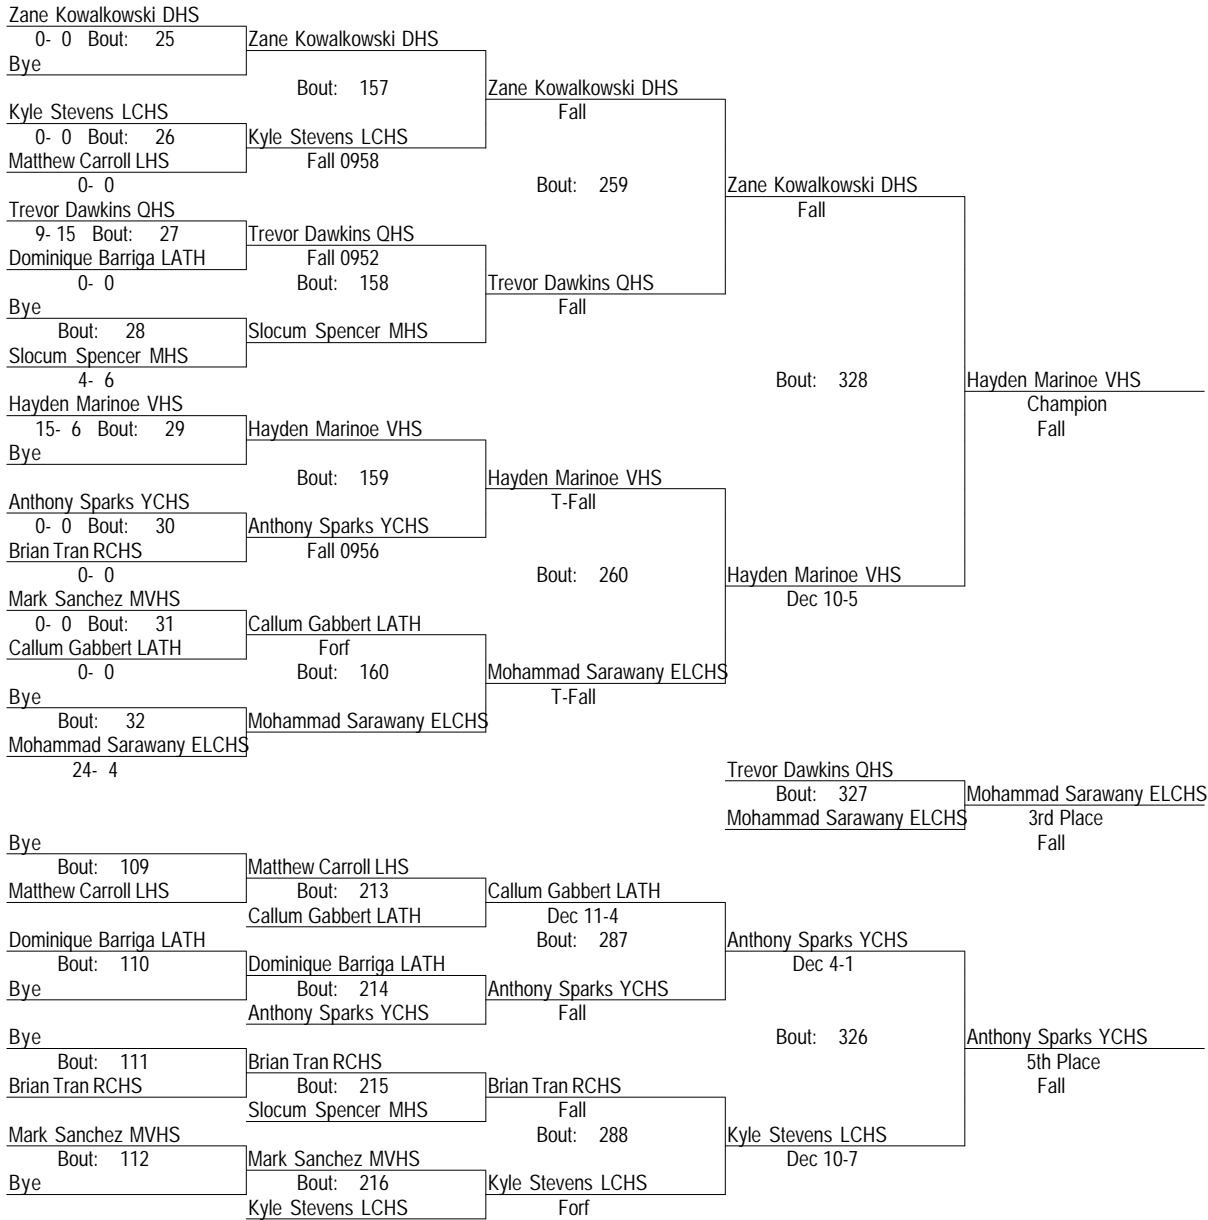 Zane Kowalkowski DHS
0- 0 Bout: 25
Bye
Zane Kowalkowski DHS
Bout: 157
Kyle Stevens LCHS
0- 0 Bout: 26
Matthew Carroll LHS
0- 0
Kyle Stevens LCHS
Fall 0958
Zane Kowalkowski DHS
Fall
Bout: 259
Trevor Dawkins QHS
9- 15 Bout: 27
Dominique Barriga LATH
0- 0
Trevor Dawkins QHS
Fall 0952
Bout: 158
Bye
Bout: 28
Slocum Spencer MHS
4- 6
Slocum Spencer MHS
Trevor Dawkins QHS
Fall
Zane Kowalkowski DHS
Fall
Bout: 328
Hayden Marinoe VHS
Champion
Fall
Hayden Marinoe VHS
15- 6 Bout: 29
Bye
Hayden Marinoe VHS
Bout: 159
Anthony Sparks YCHS
0- 0 Bout: 30
Brian Tran RCHS
0- 0
Anthony Sparks YCHS
Fall 0956
Hayden Marinoe VHS
T-Fall
Bout: 260
Mark Sanchez MVHS
0- 0 Bout: 31
Callum Gabbert LATH
0- 0
Callum Gabbert LATH
Forf
Bout: 160
Bye
Bout: 32
Mohammad Sarawany ELCHS
24- 4
Mohammad Sarawany ELCHS
Mohammad Sarawany ELCHS
T-Fall
Hayden Marinoe VHS
Dec 10-5
Trevor Dawkins QHS
Bout: 327
Mohammad Sarawany ELCHS
Mohammad Sarawany ELCHS
3rd Place
Fall
Bye
Bout: 109
Matthew Carroll LHS
Matthew Carroll LHS
Bout: 213
Callum Gabbert LATH
Callum Gabbert LATH
Dec 11-4
Bout: 287
Dominique Barriga LATH
Bout: 110
Bye
Dominique Barriga LATH
Bout: 214
Anthony Sparks YCHS
Anthony Sparks YCHS
Fall
Anthony Sparks YCHS
Dec 4-1
Bout: 326
Anthony Sparks YCHS
5th Place
Fall
Bye
Bout: 111
Brian Tran RCHS
Brian Tran RCHS
Bout: 215
Slocum Spencer MHS
Brian Tran RCHS
Fall
Bout: 288
Mark Sanchez MVHS
Bout: 112
Bye
Mark Sanchez MVHS
Bout: 216
Kyle Stevens LCHS
Kyle Stevens LCHS
Forf
Kyle Stevens LCHS
Dec 10-7